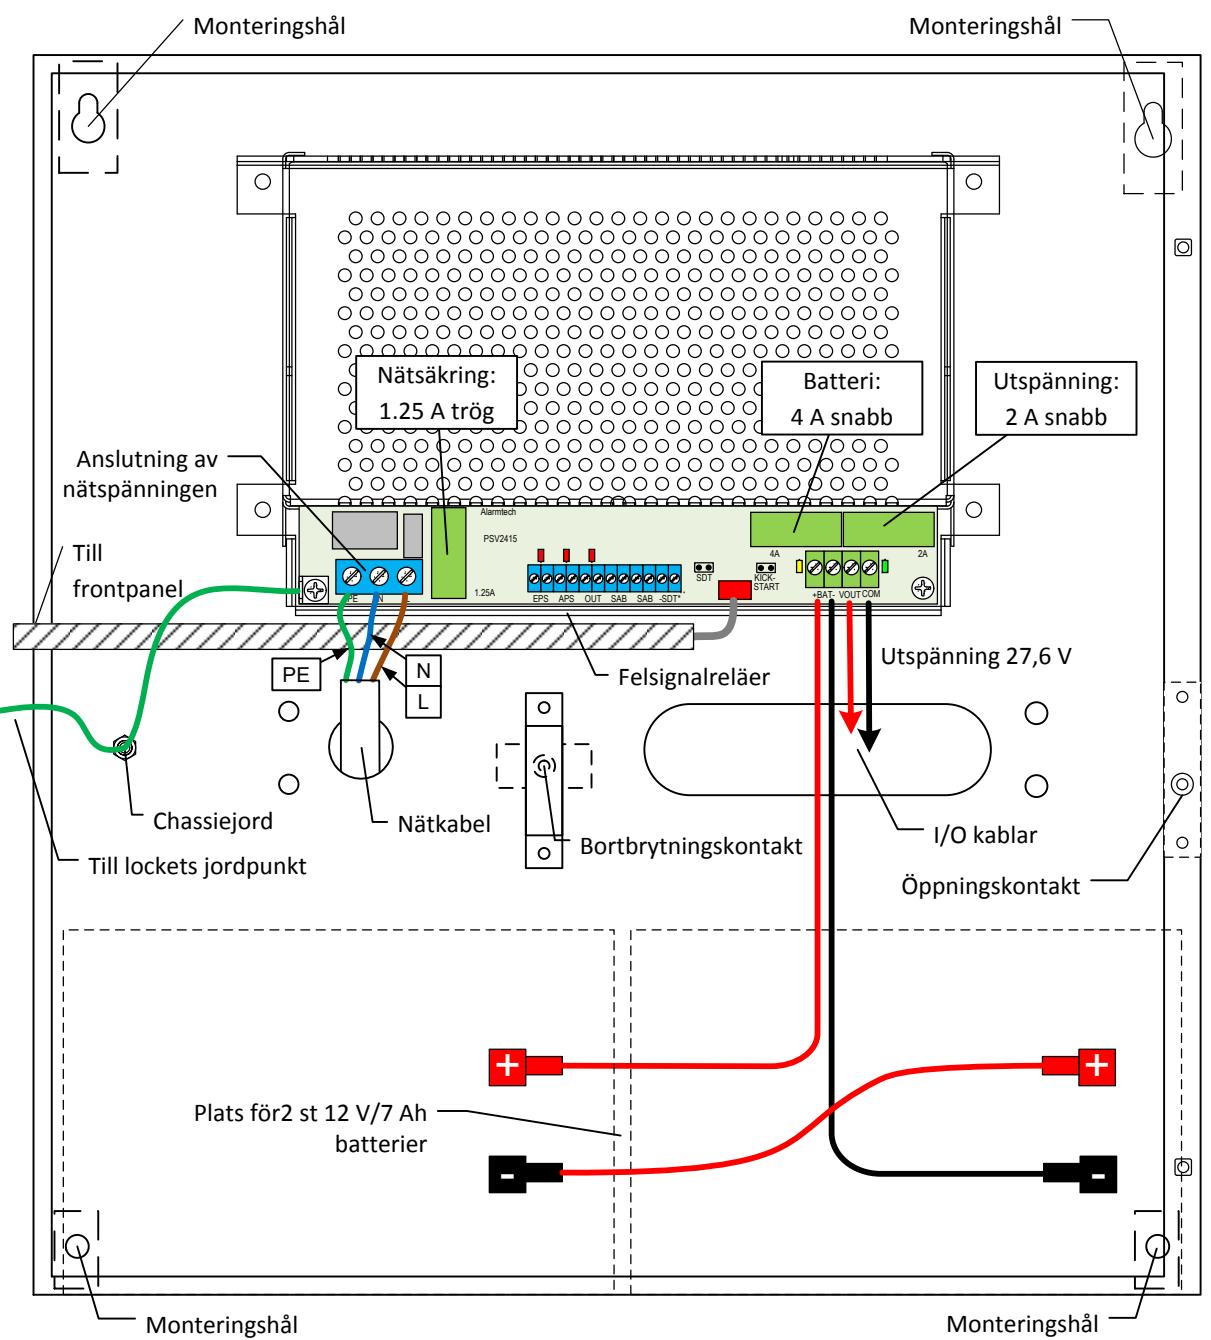 Monteringshål
Monteringshål
Nätsäkring:
1.25 A trög
Batteri:
4 A snabb
Utspänning:
2 A snabb
Anslutning av
nätspänningen
Till
frontpanel
Alarmtech
PSV2415
4A
2A
SDT
KICK-
START
1.25A
PE
N
EPS APS OUT SAB SAB -SDT*
+BAT- VOUT COM
PE
N
L
Felsignalreläer
Utspänning 27,6 V
Chassiejord
Nätkabel
Bortbrytningskontakt
I/O kablar
Till lockets jordpunkt
Öppningskontakt
+
+
Plats för2 st 12 V/7 Ah
batterier
-
-
Monteringshål
Monteringshål